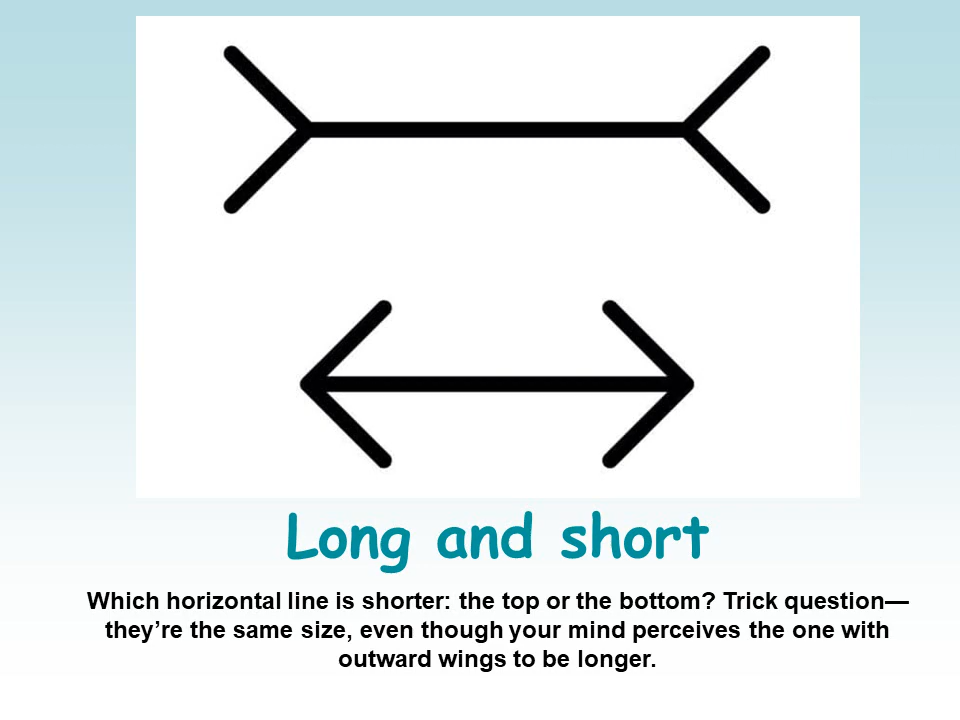 Long and short
Which horizontal line is shorter: the top or the bottom? Trick question—
they’re the same size, even though your mind perceives the one with
outward wings to be longer.